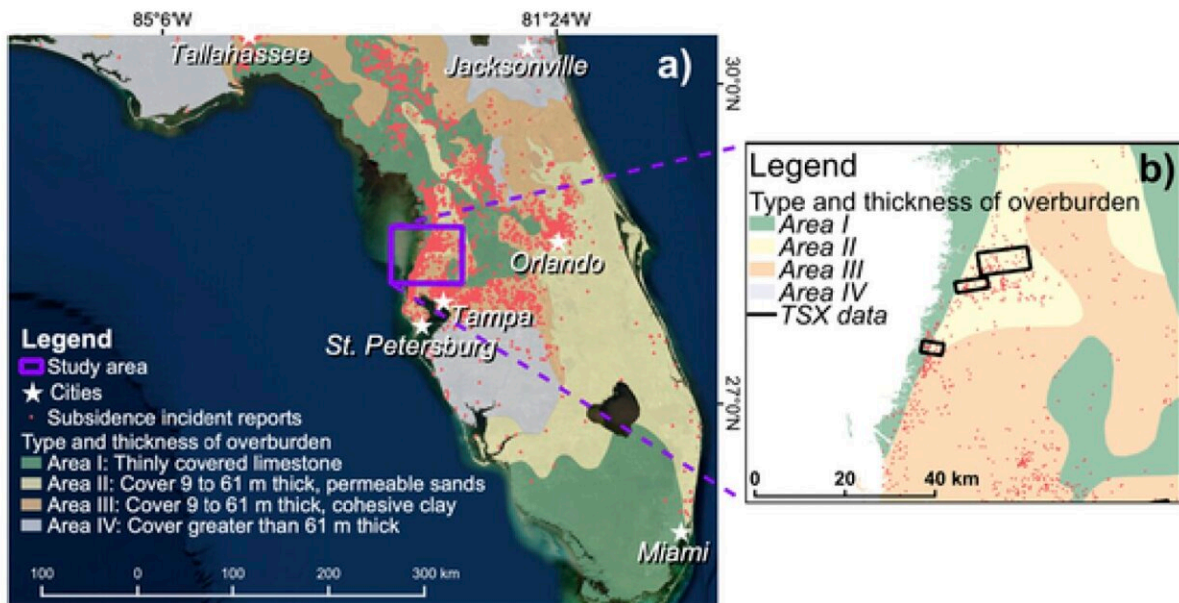 85°6'W
81°24'W
Tallahassee
Jacksonville
a)
30°0'N
Orlando
Tampa
St. Petersburg
27°0'N
Miami
Legend
Study area
Cities
Subsidence incident reports
Type and thickness of overburden
Area I: Thinly covered limestone
Area II: Cover 9 to 61 m thick, permeable sands
Area III: Cover 9 to 61 m thick, cohesive clay
Area IV: Cover greater than 61 m thick
100 0 100 200 300 km
Legend
b)
Type and thickness of overburden
Area I
Area II
Area III
Area IV
TSX data
0 20 40 km